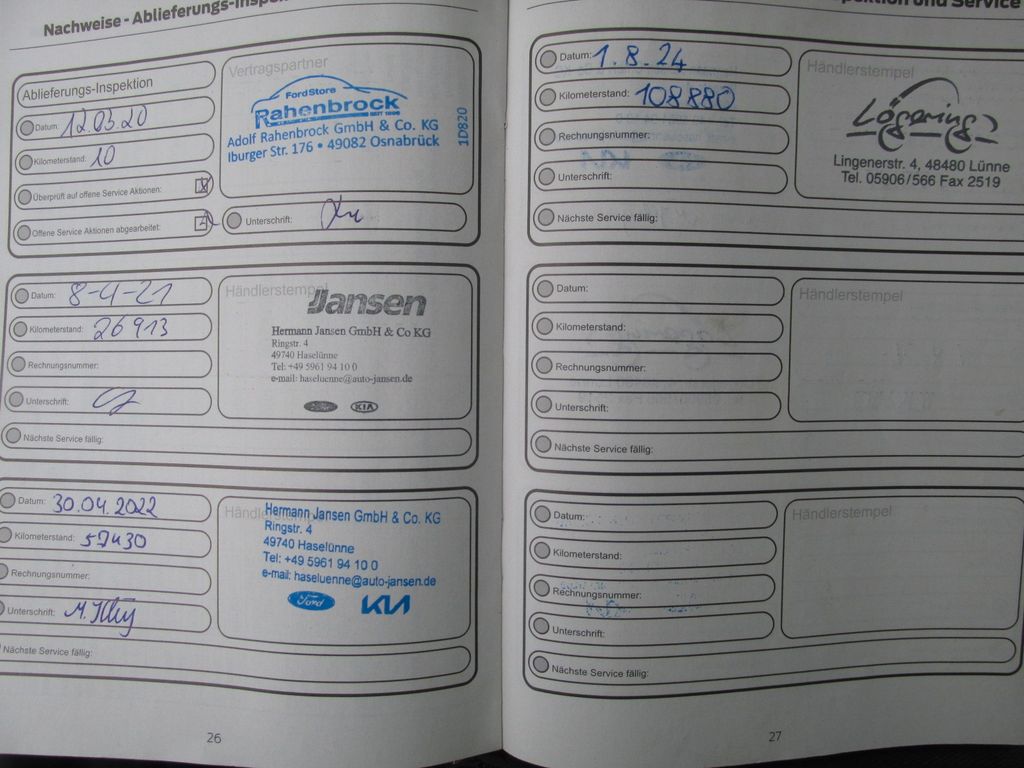 Nachweise - Ablieferungs-Inspe
Ablieferungs-Inspektion
Datum: 12.03.20
Kilometerstand: 10
Überprüft auf offene Service Aktionen:
Offene Service Aktionen abgearbeitet:
Vertragspartner
FordStore
Rahenbrock
Adolf Rahenbrock GmbH & Co. KG
Iburger Str. 176 • 49082 Osnabrück
1D820
Unterschrift:
Datum: 8-4-21
Kilometerstand: 26913
Rechnungsnummer:
Unterschrift:
Nächste Service fällig:
Händlerstempel
Jansen
Hermann Jansen GmbH & Co KG
Ringstr. 4
49740 Haselünne
Tel: +49 5961 94 10 0
e-mail: haseluenne@auto-jansen.de
KIA
Datum: 30.04.2022
Kilometerstand: 57430
Rechnungsnummer:
Unterschrift:
Nächste Service fällig:
Hermann Jansen GmbH & Co. KG
Ringstr. 4
49740 Haselünne
Tel: +49 5961 94 10 0
e-mail: haseluenne@auto-jansen.de
Ford KIA
26
ektion und Service
Datum: 1.8.24
Kilometerstand: 108880
Rechnungsnummer:
Unterschrift:
Nächste Service fällig:
Händlerstempel
Lögering
Lingenerstr. 4, 48480 Lünne
Tel. 05906/566 Fax 2519
Datum:
Kilometerstand:
Rechnungsnummer:
Unterschrift:
Nächste Service fällig:
Händlerstempel
Datum:
Kilometerstand:
Rechnungsnummer:
Unterschrift:
Nächste Service fällig:
Händlerstempel
27